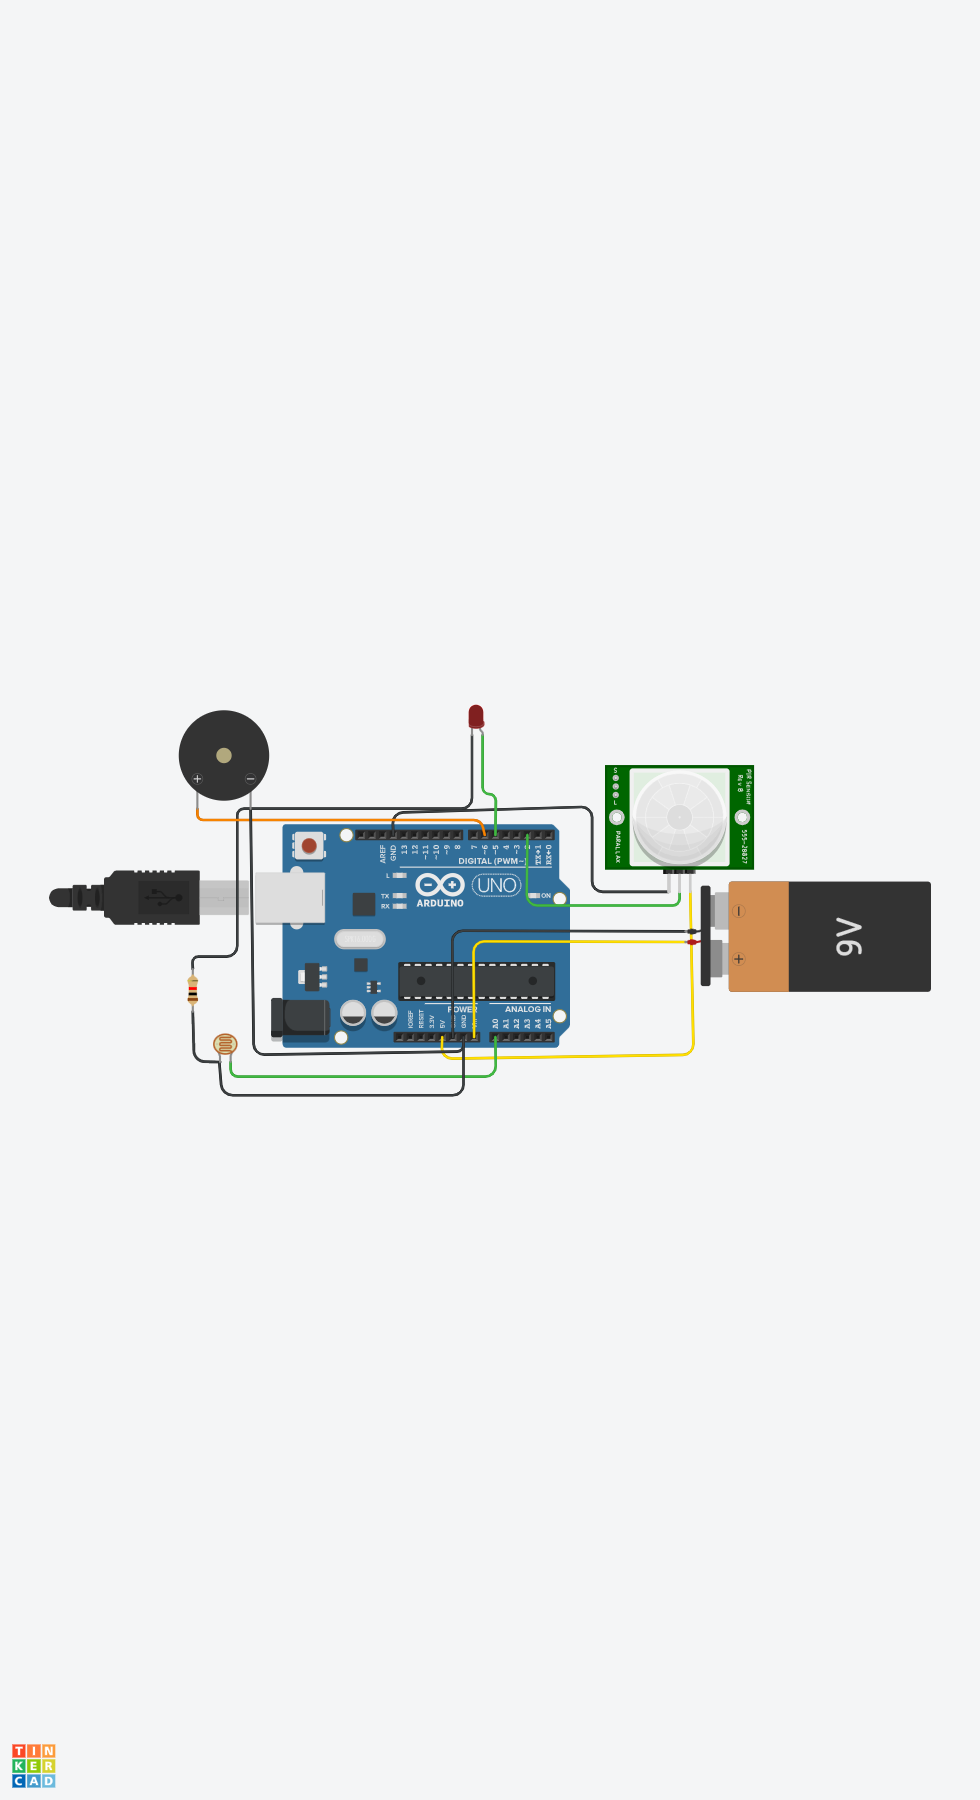 +
−
PIR Sensor
Rev B
555-28027
PARALLAX
S
L
AREF
GND
13
12
~11
~10
~9
8
7
~6
~5
4
~3
2
TX→1
RX←0
DIGITAL (PWM~)
L
TX
RX
UNO
ON
ARDUINO
−
+
9V
POWER
ANALOG IN
IOREF
RESET
3.3V
5V
GND
A0
A1
A2
A3
A4
A5
TIN
KER
CAD